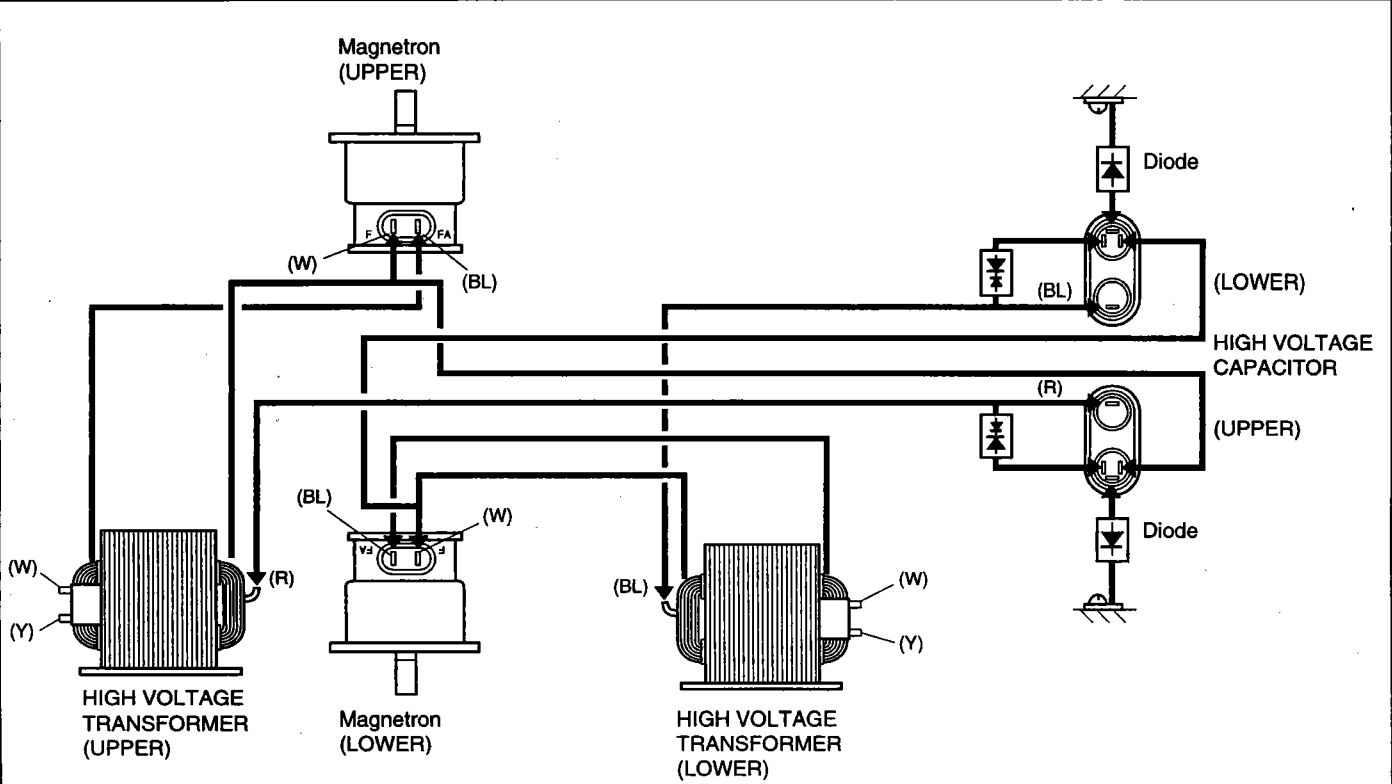 Magnetron
(UPPER)
Diode
F
FA
(W)
(BL)
(BL)
(LOWER)
HIGH VOLTAGE
CAPACITOR
(R)
(UPPER)
(BL)
(W)
FA
F
Diode
(W)
(R)
(BL)
(W)
(Y)
(Y)
HIGH VOLTAGE
TRANSFORMER
(UPPER)
Magnetron
(LOWER)
HIGH VOLTAGE
TRANSFORMER
(LOWER)